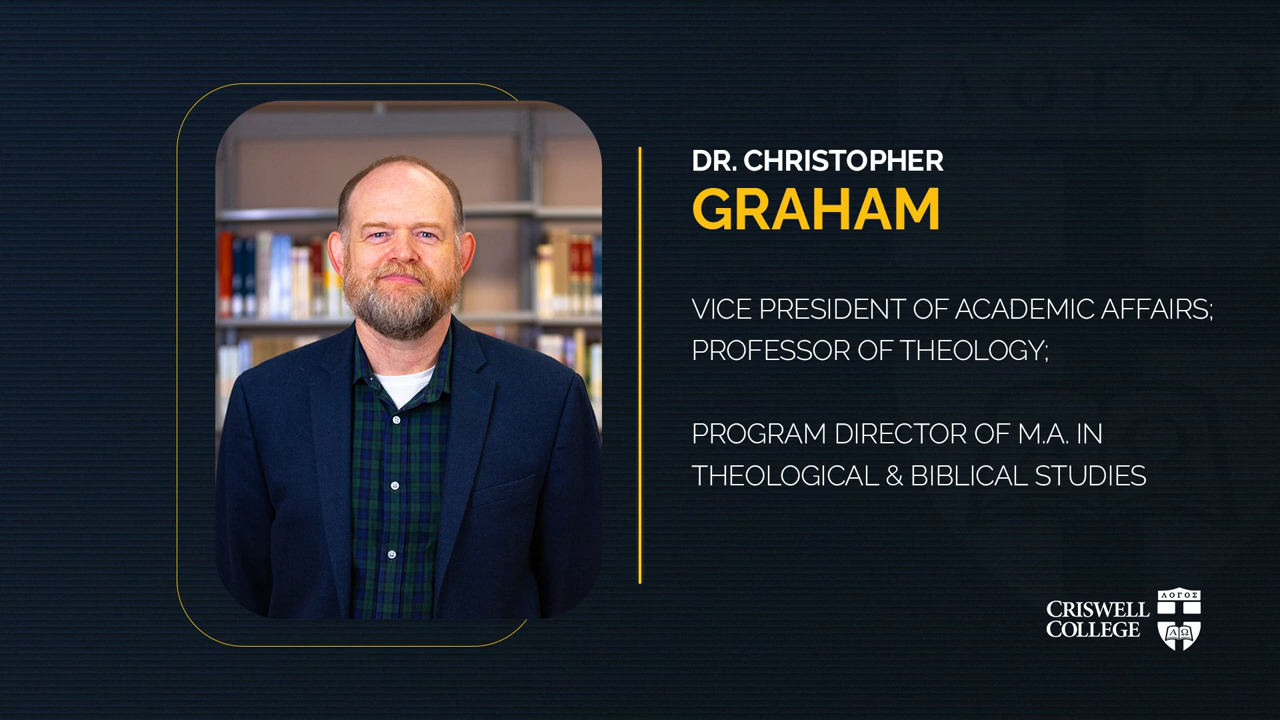 DR. CHRISTOPHER
GRAHAM
VICE PRESIDENT OF ACADEMIC AFFAIRS;
PROFESSOR OF THEOLOGY;
PROGRAM DIRECTOR OF M.A. IN
THEOLOGICAL & BIBLICAL STUDIES
ΛΟΓΟΣ
CRISWELL
COLLEGE
Α Ω